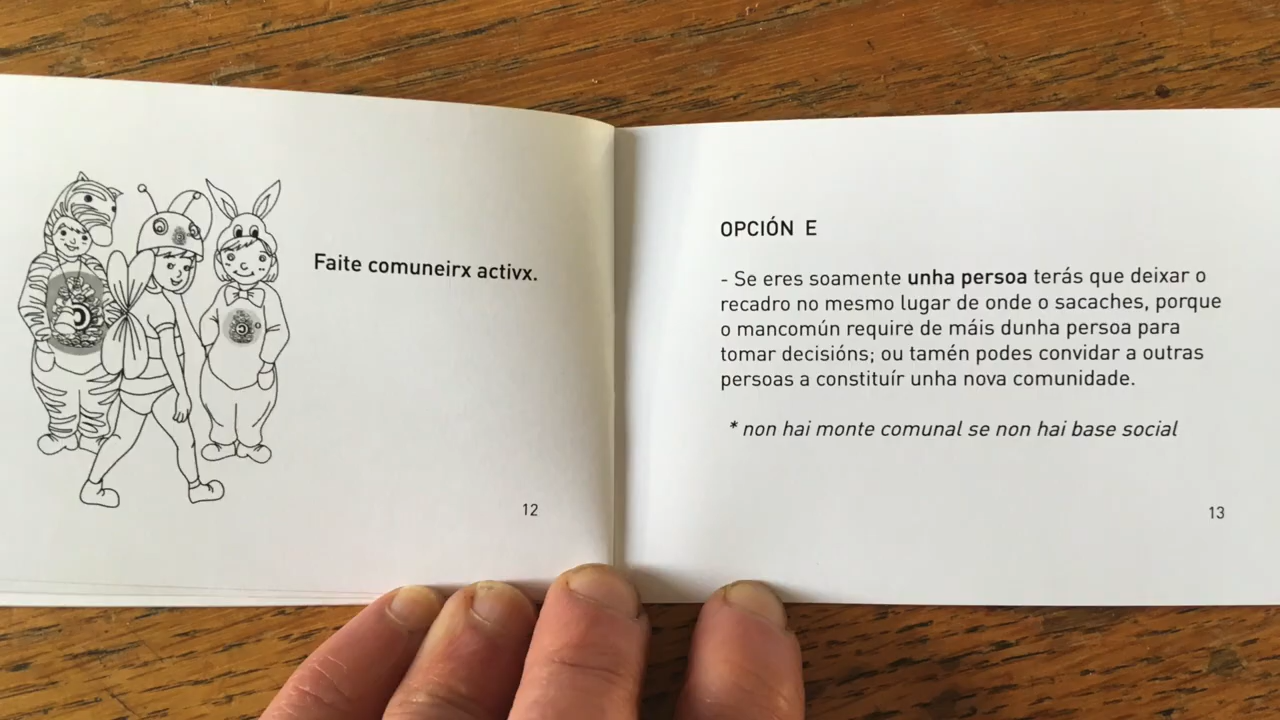 Faite comuneirx activx.
12
OPCIÓN E
- Se eres soamente unha persoa terás que deixar o
recadro no mesmo lugar de onde o sacaches, porque
o mancomún require de máis dunha persoa para
tomar decisións; ou tamén podes convidar a outras
persoas a constituír unha nova comunidade.
* non hai monte comunal se non hai base social
13